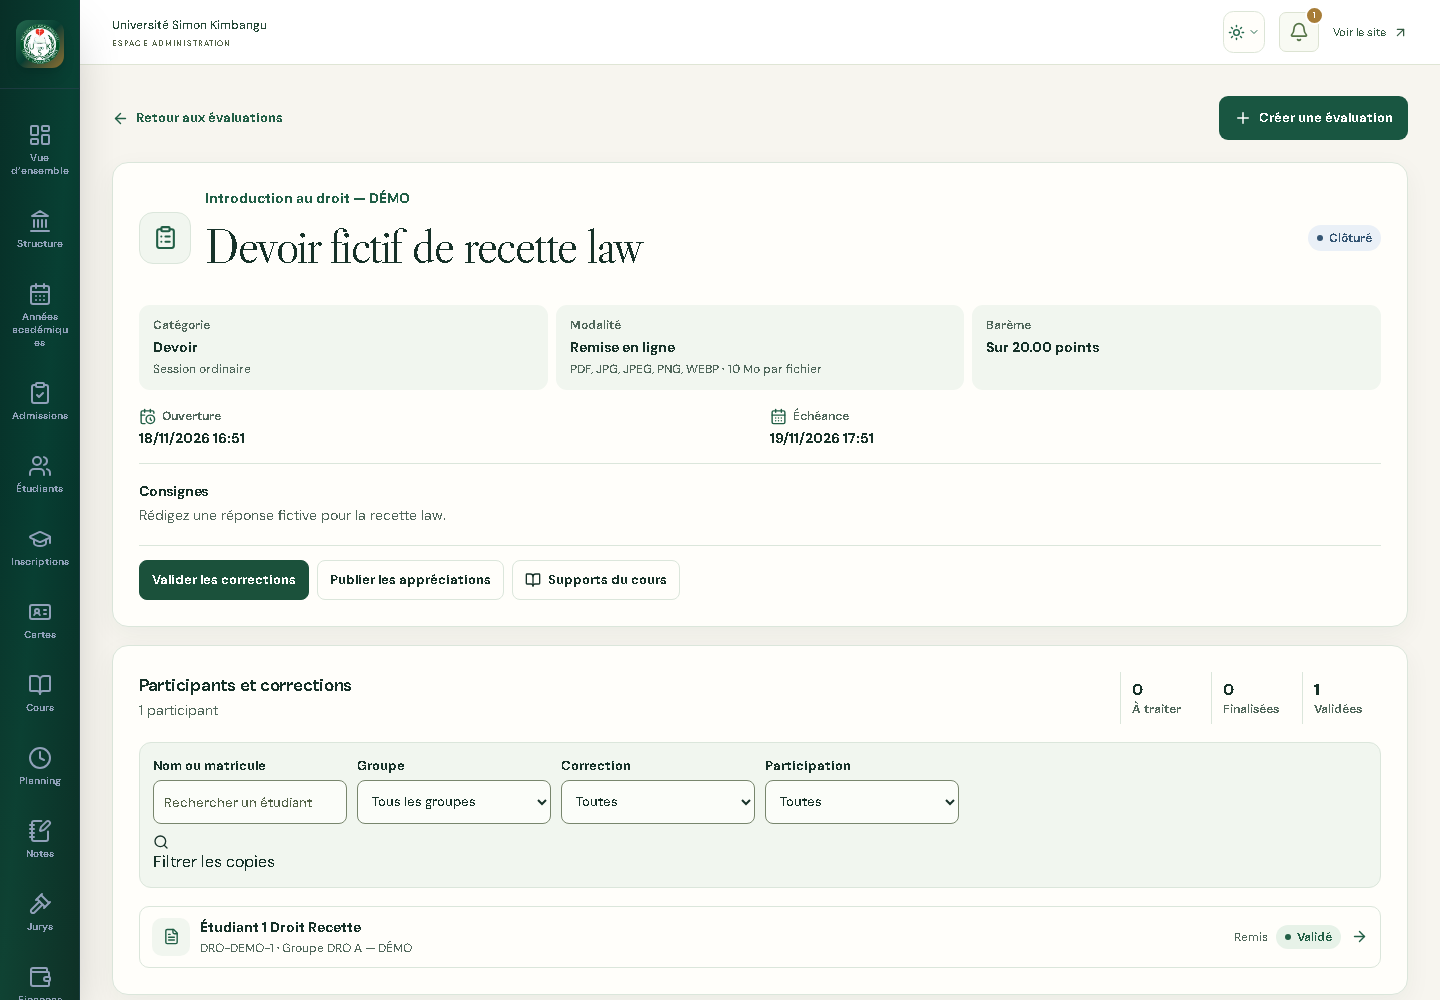 Université Simon Kimbangu
ESPACE ADMINISTRATION
1
Voir le site
Vue
d'ensemble
Structure
Années
académiqu
es
Admissions
Étudiants
Inscriptions
Cartes
Cours
Planning
Notes
Jurys
Finances
Retour aux évaluations
Créer une évaluation
Introduction au droit — DÉMO
Devoir fictif de recette law
Clôturé
Catégorie
Devoir
Session ordinaire
Modalité
Remise en ligne
PDF, JPG, JPEG, PNG, WEBP · 10 Mo par fichier
Barème
Sur 20.00 points
Ouverture
18/11/2026 16:51
Échéance
19/11/2026 17:51
Consignes
Rédigez une réponse fictive pour la recette law.
Valider les corrections
Publier les appréciations
Supports du cours
Participants et corrections
1 participant
0
À traiter
0
Finalisées
1
Validées
Nom ou matricule
Rechercher un étudiant
Groupe
Tous les groupes
Correction
Toutes
Participation
Toutes
Filtrer les copies
Étudiant 1 Droit Recette
DRO-DEMO-1 · Groupe DRO A — DÉMO
Remis
Validé